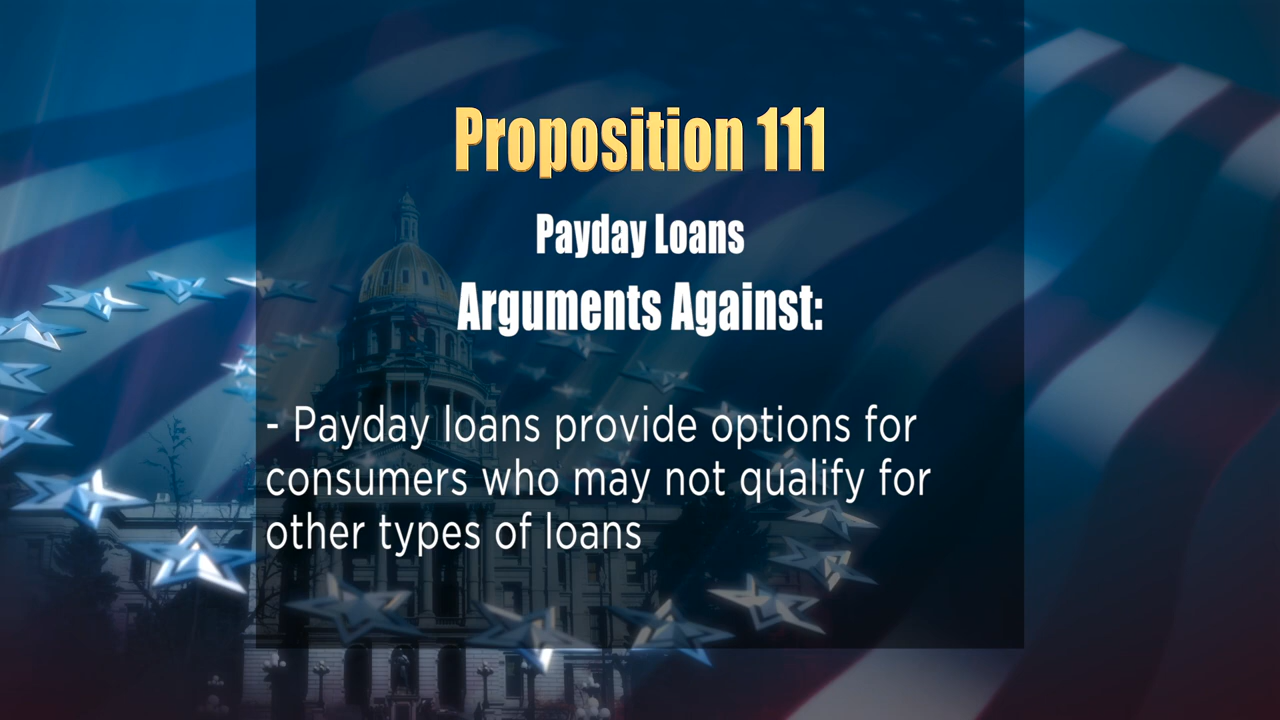 Proposition 111
Payday Loans
Arguments Against:
- Payday loans provide options for
consumers who may not qualify for
other types of loans